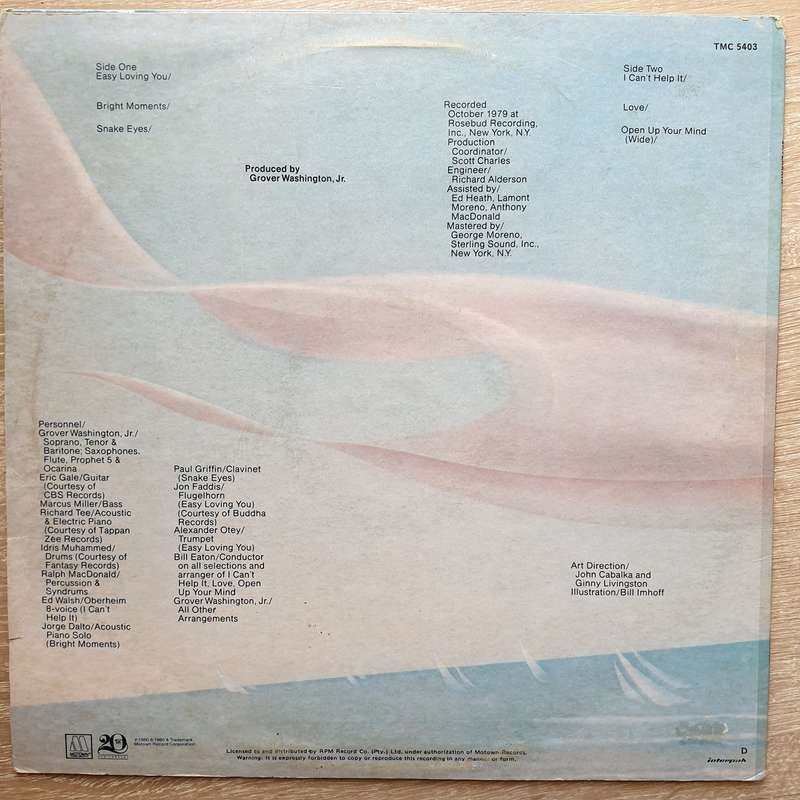 TMC 5403
Side One
Easy Loving You/
Bright Moments/
Snake Eyes/
Produced by
Grover Washington, Jr.
Recorded
October 1979 at
Rosebud Recording,
Inc., New York, N.Y.
Production
Coordinator/
Scott Charles
Engineer/
Richard Alderson
Assisted by/
Ed Heath, Lamont
Moreno, Anthony
MacDonald
Mastered by/
George Moreno,
Sterling Sound, Inc.,
New York, N.Y.
Side Two
I Can't Help It/
Love/
Open Up Your Mind
(Wide)/
Personnel/
Grover Washington, Jr./
Soprano, Tenor &
Baritone; Saxophones,
Flute, Prophet 5 &
Ocarina
Eric Gale/Guitar
(Courtesy of
CBS Records)
Marcus Miller/Bass
Richard Tee/Acoustic
& Electric Piano
(Courtesy of Tappan
Zee Records)
Idris Muhammed/
Drums (Courtesy of
Fantasy Records)
Ralph MacDonald/
Percussion &
Syndrums
Ed Walsh/Oberheim
8-voice (I Can't
Help It)
Jorge Dalto/Acoustic
Piano Solo
(Bright Moments)
Paul Griffin/Clavinet
(Snake Eyes)
Jon Faddis/
Flugelhorn
(Easy Loving You)
(Courtesy of Buddha
Records)
Alexander Otey/
Trumpet
(Easy Loving You)
Bill Eaton/Conductor
on all selections and
arranger of I Can't
Help It, Love, Open
Up Your Mind
Grover Washington, Jr./
All Other
Arrangements
Art Direction/
John Cabalka and
Ginny Livingston
Illustration/Bill Imhoff
MOTOWN
20th
℗ 1980 © 1980 A Trademark
Motown Record Corporation
Licensed to and distributed by RPM Record Co. (Pty.) Ltd. under authorization of Motown Records.
Warning: It is expressly forbidden to copy or reproduce this recording in any manner or form.
D
interpak